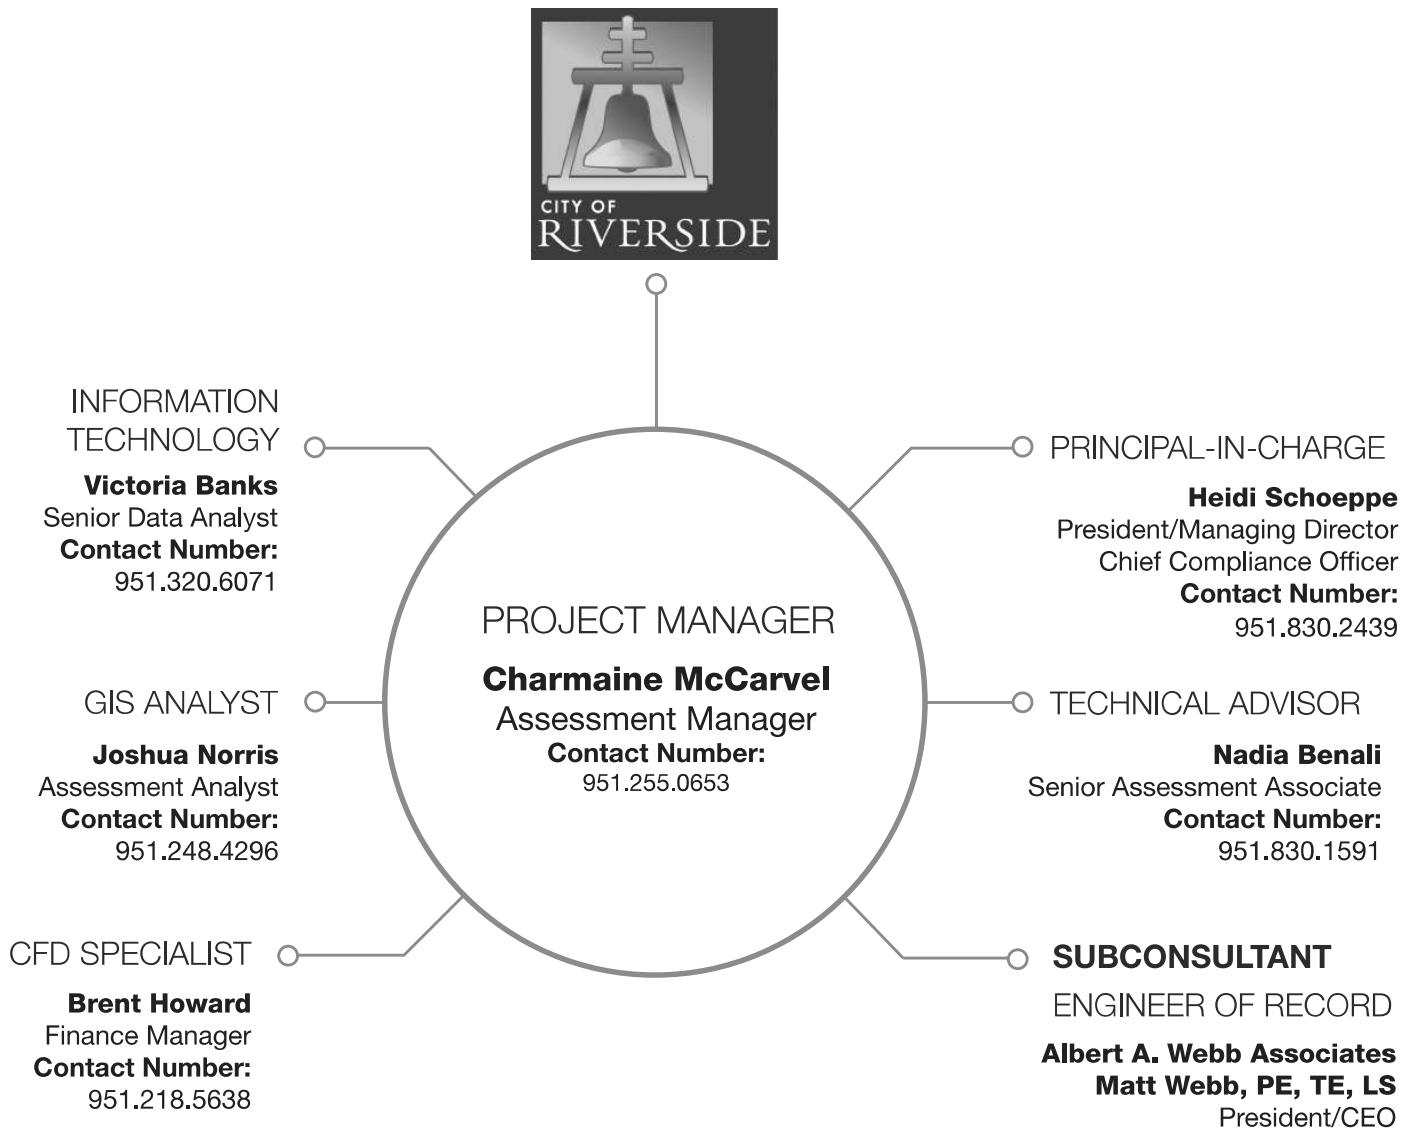 CITY OF
RIVERSIDE
INFORMATION
TECHNOLOGY
Victoria Banks
Senior Data Analyst
Contact Number:
951.320.6071
GIS ANALYST
Joshua Norris
Assessment Analyst
Contact Number:
951.248.4296
CFD SPECIALIST
Brent Howard
Finance Manager
Contact Number:
951.218.5638
PROJECT MANAGER
Charmaine McCarvel
Assessment Manager
Contact Number:
951.255.0653
PRINCIPAL-IN-CHARGE
Heidi Schoeppe
President/Managing Director
Chief Compliance Officer
Contact Number:
951.830.2439
TECHNICAL ADVISOR
Nadia Benali
Senior Assessment Associate
Contact Number:
951.830.1591
SUBCONSULTANT
ENGINEER OF RECORD
Albert A. Webb Associates
Matt Webb, PE, TE, LS
President/CEO